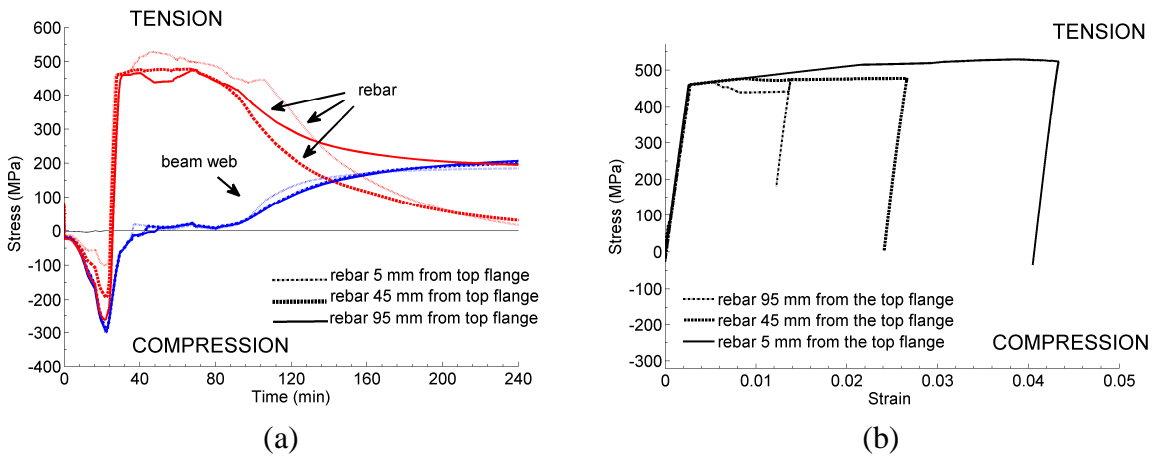 TENSION
600
500
400
300
200
100
0
-100
-200
-300
-400
Stress (MPa)
rebar
beam web
rebar 5 mm from top flange
rebar 45 mm from top flange
rebar 95 mm from top flange
COMPRESSION
0 40 80 120 160 200 240
Time (min)
(a)
TENSION
500
400
300
200
100
0
-100
-200
-300
Stress (MPa)
rebar 95 mm from the top flange
rebar 45 mm from the top flange
rebar 5 mm from the top flange
COMPRESSION
0 0.01 0.02 0.03 0.04 0.05
Strain
(b)